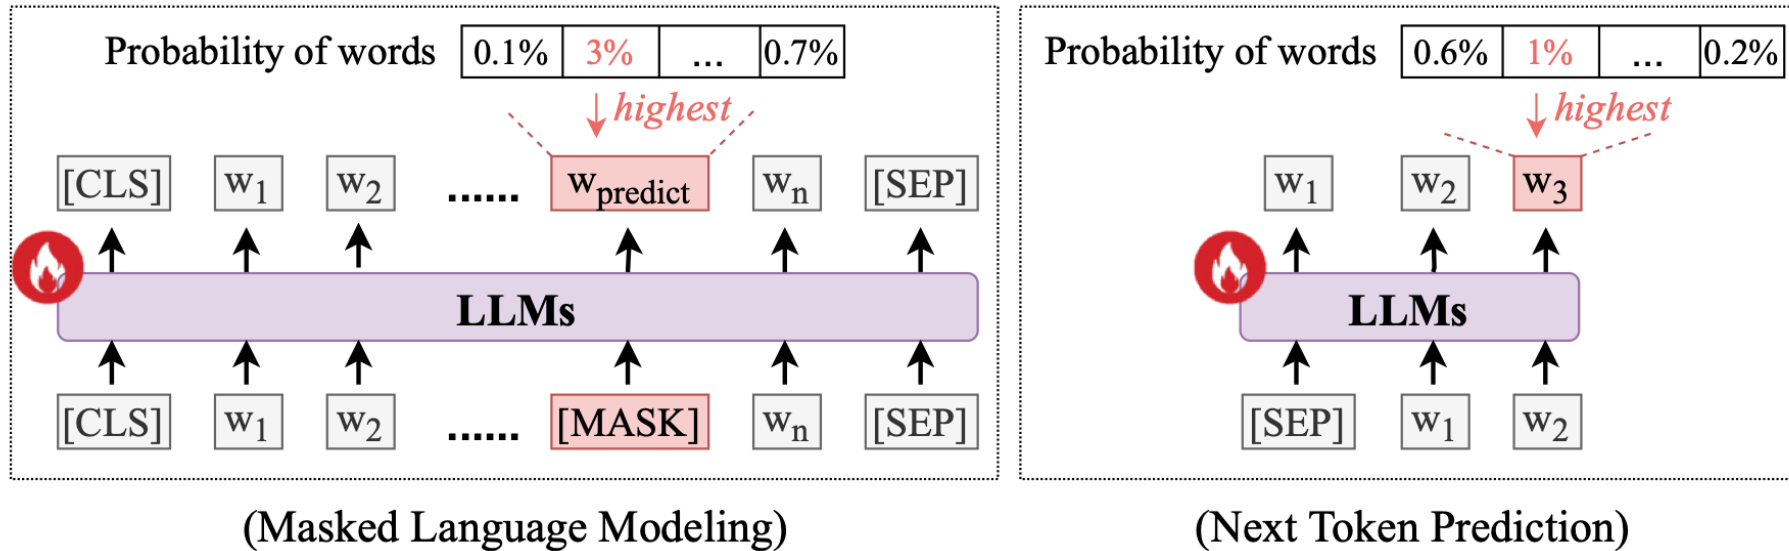 Probability of words 0.1% 3% ... 0.7%
highest
[CLS] w1 w2 ...... wpredict wn [SEP]
LLMs
[CLS] w1 w2 ...... [MASK] wn [SEP]
(Masked Language Modeling)
Probability of words 0.6% 1% ... 0.2%
highest
w1 w2 w3
LLMs
[SEP] w1 w2
(Next Token Prediction)